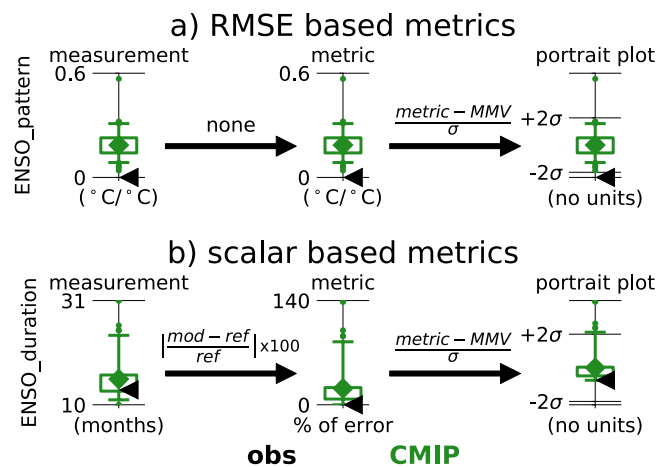 a) RMSE based metrics
measurement metric portrait plot
0.6 0.6
ENSO_pattern none metric − MMV / σ +2σ
0 0 -2σ
(°C/°C) (°C/°C) (no units)
b) scalar based metrics
measurement metric portrait plot
31 140
ENSO_duration |mod − ref / ref| x100 metric − MMV / σ +2σ
10 0 -2σ
(months) % of error (no units)
obs CMIP